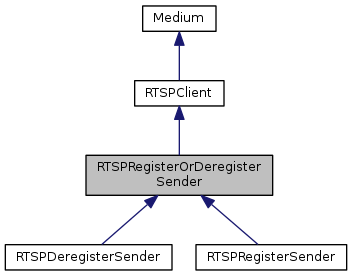 Medium
RTSPClient
RTSPRegisterOrDeregister
Sender
RTSPDeregisterSender
RTSPRegisterSender